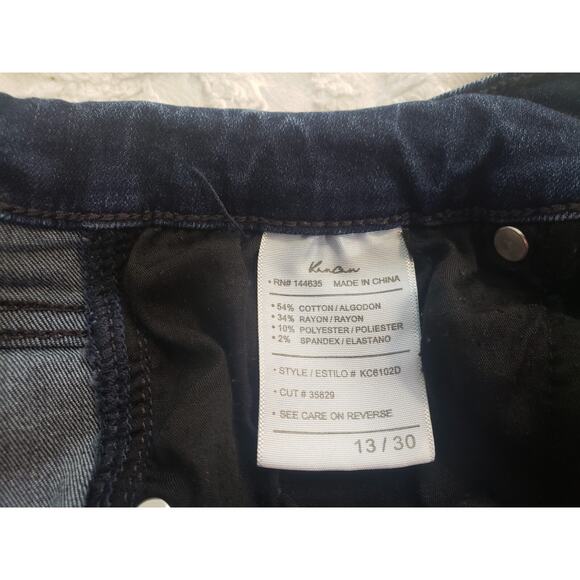 KanCan
• RN# 144635 MADE IN CHINA
• 54% COTTON / ALGODON
• 34% RAYON / RAYON
• 10% POLYESTER / POLIESTER
• 2% SPANDEX / ELASTANO
• STYLE / ESTILO # KC6102D
• CUT # 35829
• SEE CARE ON REVERSE
13 / 30